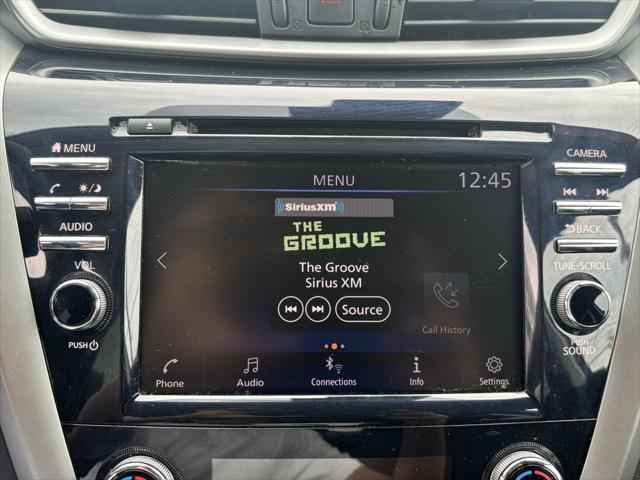 MENU
CAMERA
AUDIO
BACK
VOL
TUNE·SCROLL
PUSH
PUSH
SOUND
MENU 12:45
SiriusXM
THE
GROOVE
The Groove
Sirius XM
Source
Call History
Phone Audio Connections Info Settings